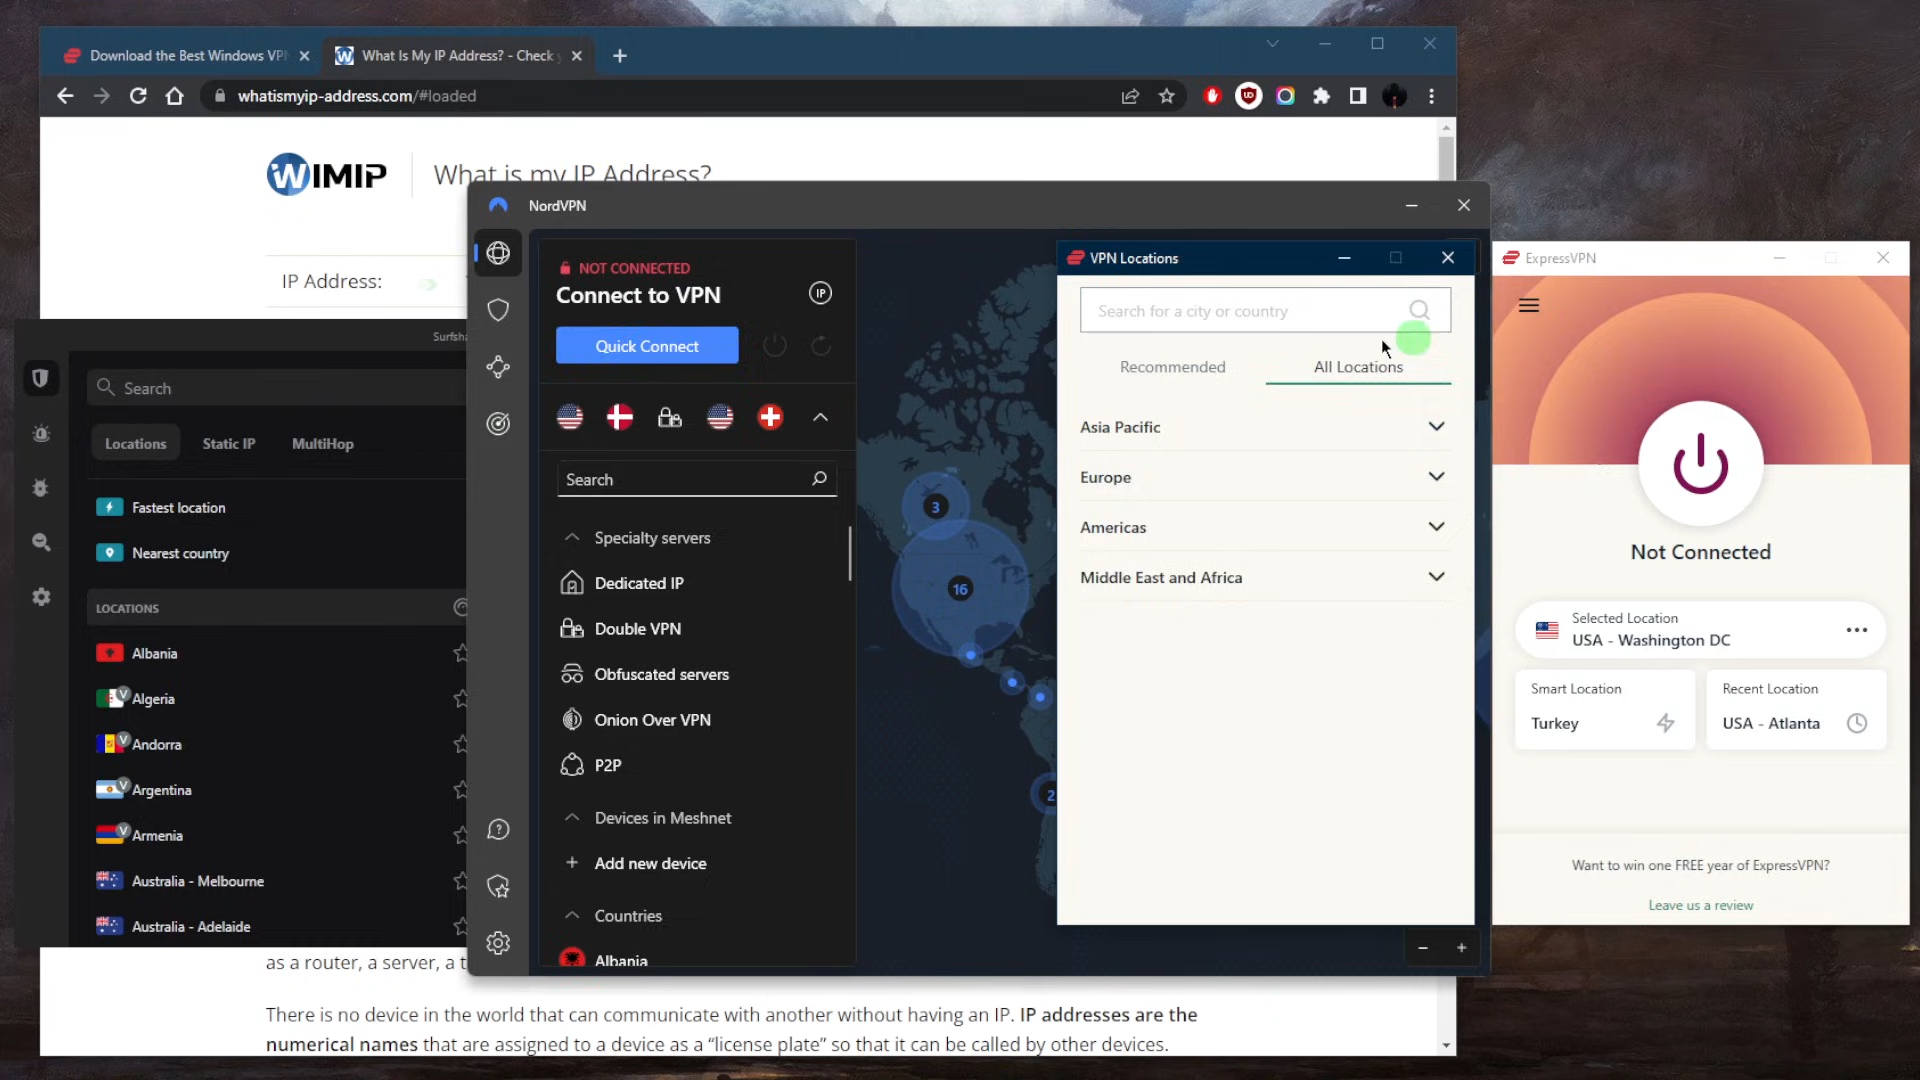 Download the Best Windows VP
What Is My IP Address? - Check
whatismyip-address.com/#loaded
WIMIP
What is my IP Address?
IP Address:
NordVPN
NOT CONNECTED
Connect to VPN
IP
Quick Connect
Search
Specialty servers
Dedicated IP
Double VPN
Obfuscated servers
Onion Over VPN
P2P
Devices in Meshnet
Add new device
Countries
Albania
3
16
2
VPN Locations
Search for a city or country
Recommended
All Locations
Asia Pacific
Europe
Americas
Middle East and Africa
ExpressVPN
Not Connected
Selected Location
USA - Washington DC
Smart Location
Turkey
Recent Location
USA - Atlanta
Want to win one FREE year of ExpressVPN?
Leave us a review
Surfsha
Search
Locations
Static IP
MultiHop
Fastest location
Nearest country
LOCATIONS
Albania
Algeria
Andorra
Argentina
Armenia
Australia - Melbourne
Australia - Adelaide
as a router, a server, a t
There is no device in the world that can communicate with another without having an IP. IP addresses are the
numerical names that are assigned to a device as a “license plate” so that it can be called by other devices.